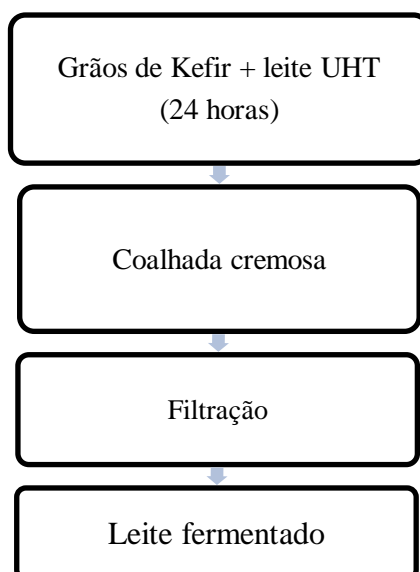 Grãos de Kefir + leite UHT
(24 horas)
Coalhada cremosa
Filtração
Leite fermentado